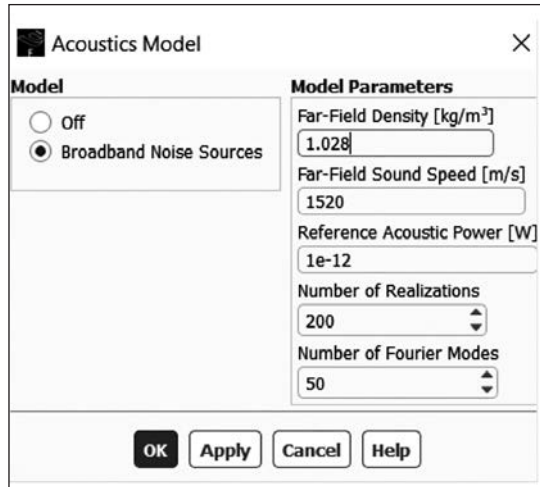 Acoustics Model
Model
Off
Broadband Noise Sources
Model Parameters
Far-Field Density [kg/m³]
1.028
Far-Field Sound Speed [m/s]
1520
Reference Acoustic Power [W]
1e-12
Number of Realizations
200
Number of Fourier Modes
50
OK Apply Cancel Help